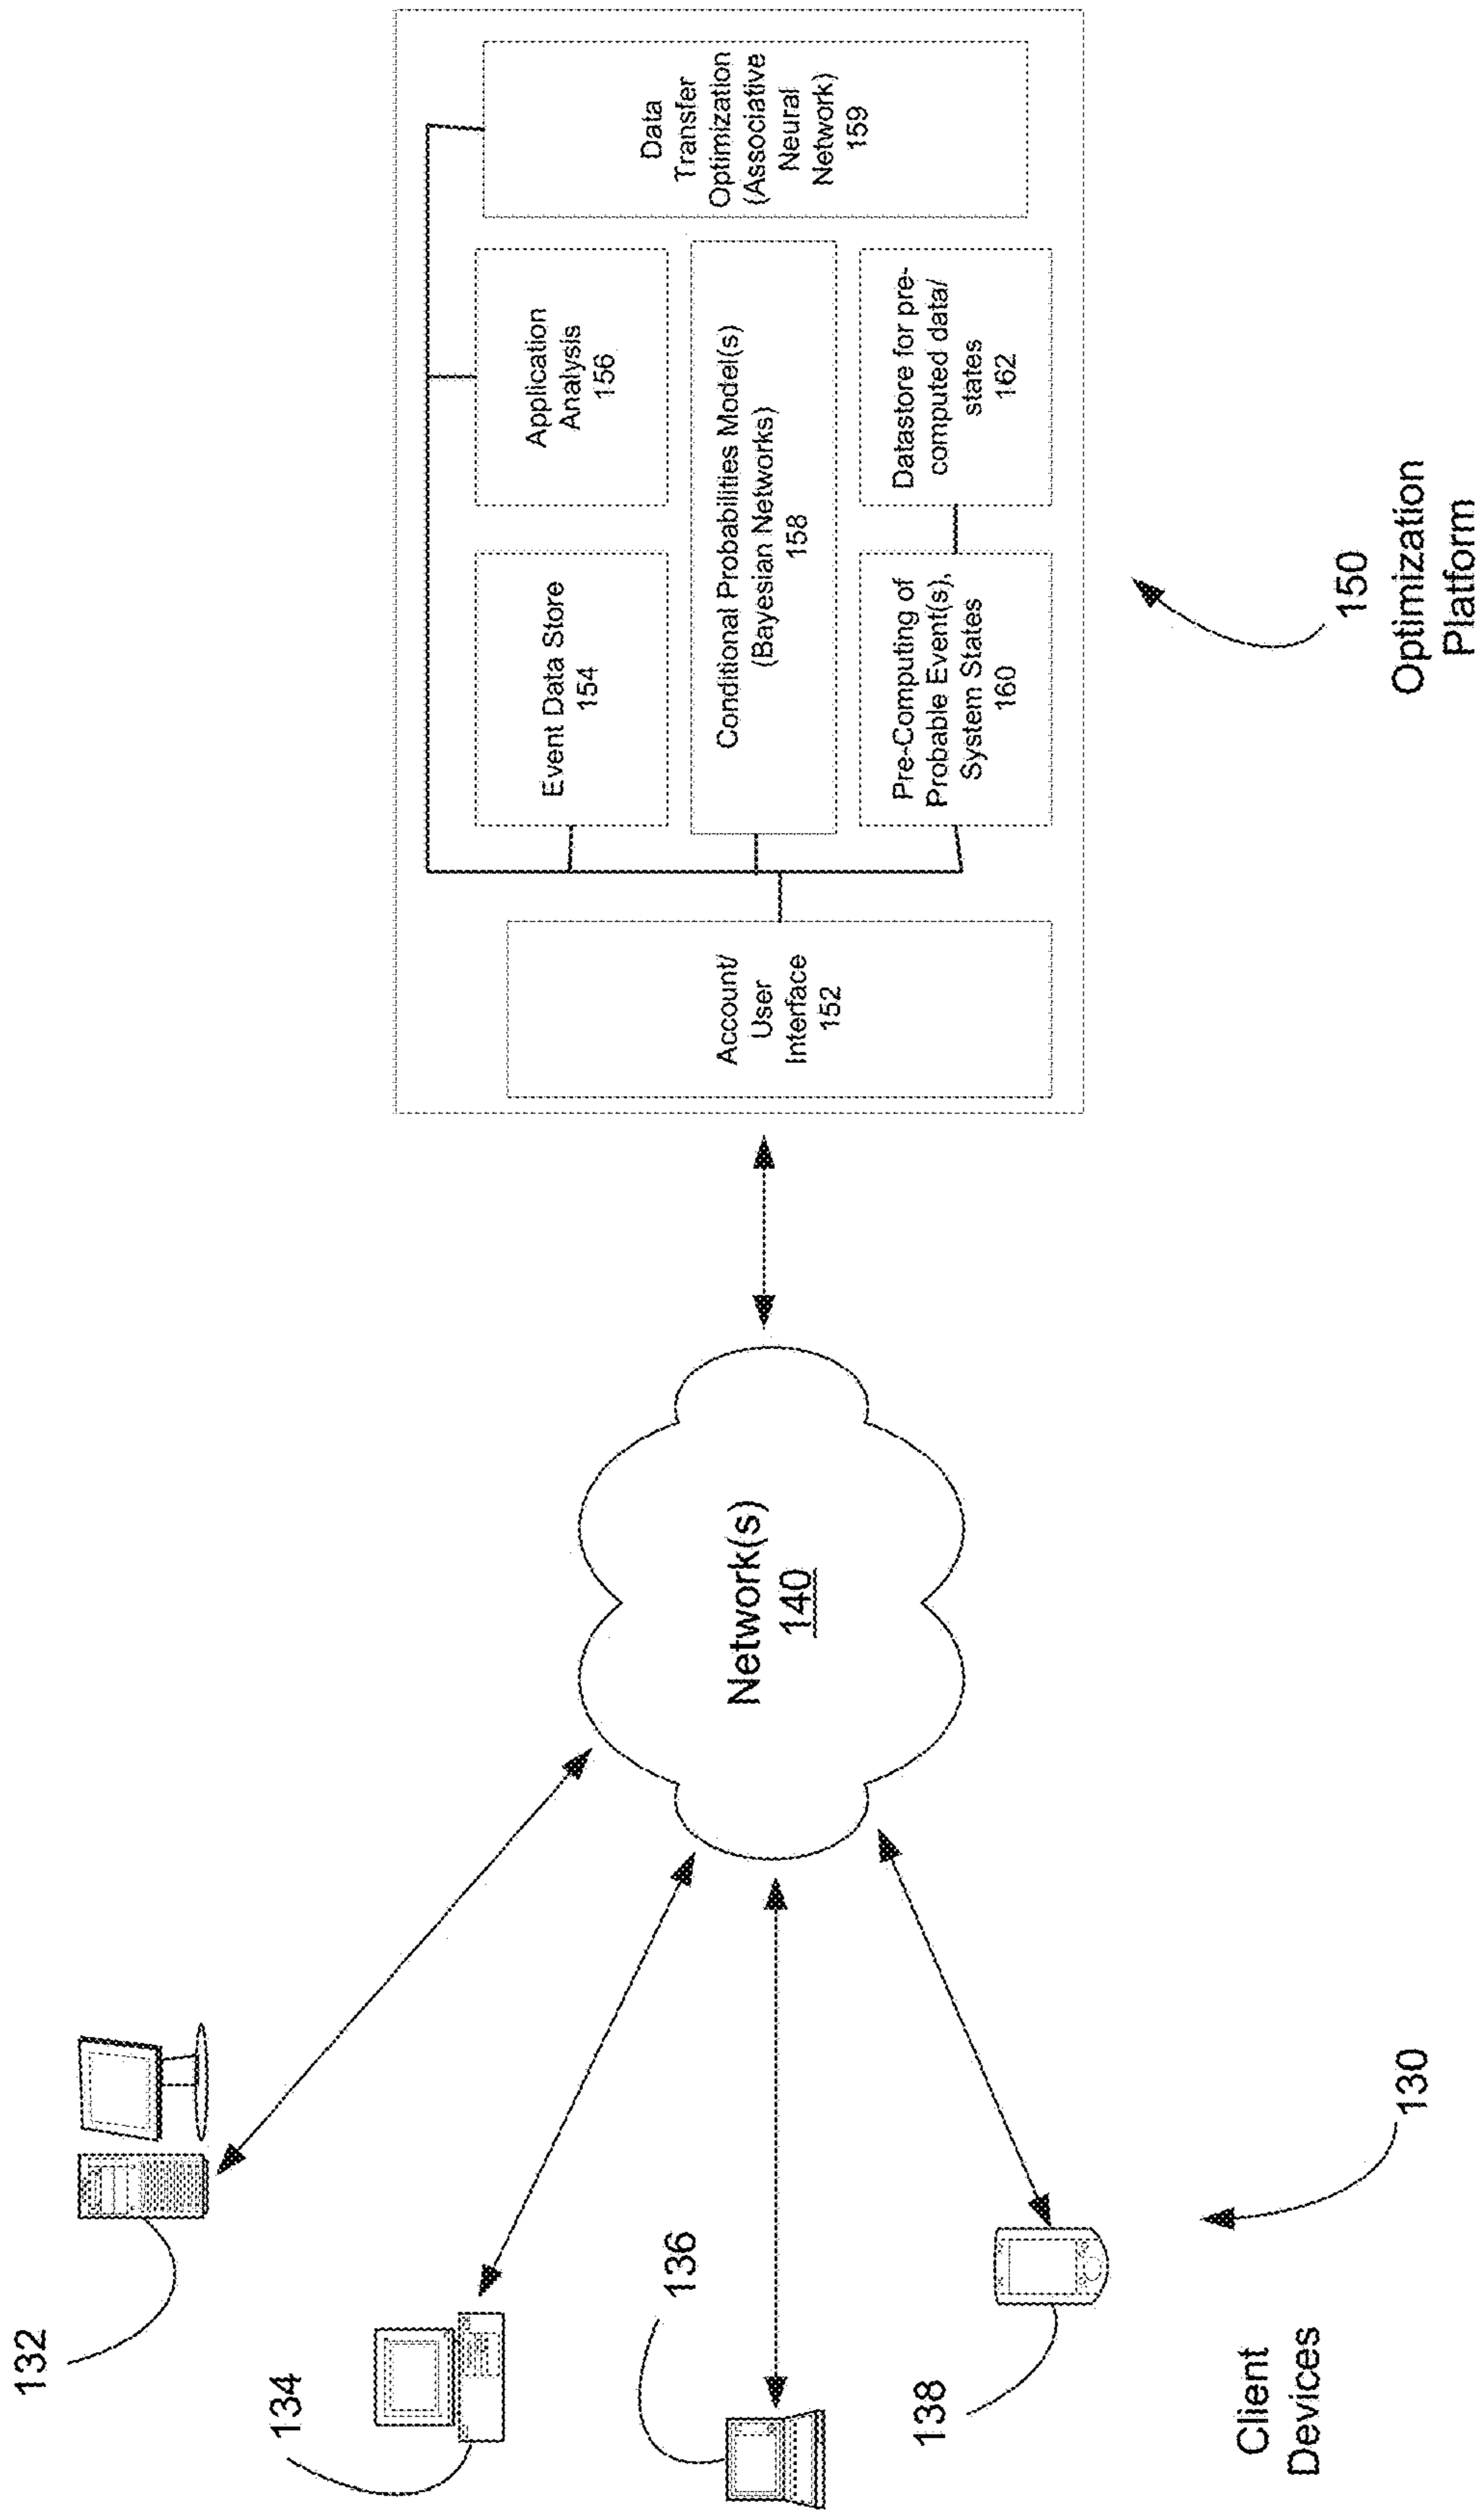 132
134
136
138
Client
Devices
130
Network(s)
140
Account/
User
Interface
152
Event Data Store
154
Application
Analysis
156
Conditional Probabilities Model(s)
(Bayesian Networks)
158
Pre-Computing of
Probable Event(s),
System States
160
Datastore for pre-
computed data/
states
162
Data
Transfer
Optimization
(Associative
Neural
Network)
159
150
Optimization
Platform